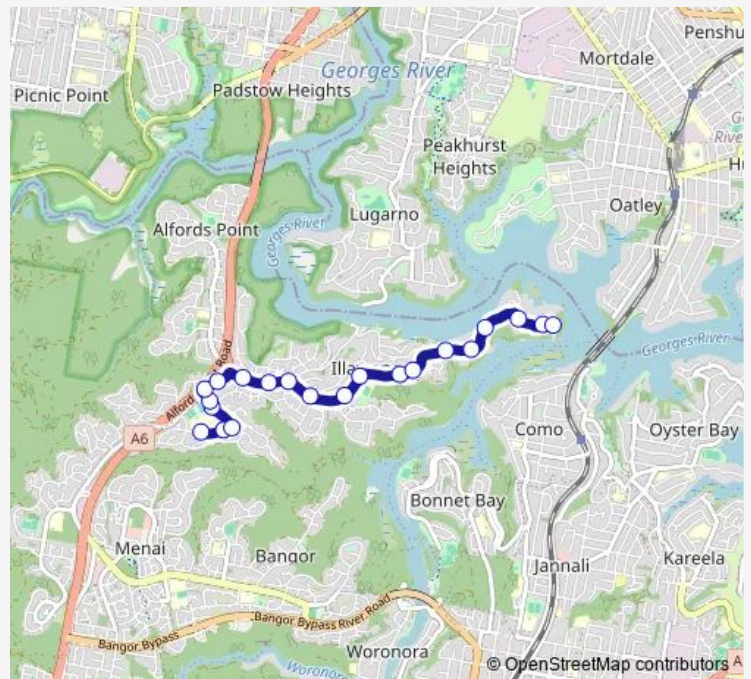 Penshu
Mortdale
Georges River
Padstow Heights
Picnic Point
Peakhurst
Heights
Oatley
Lugarno
Alfords Point
Georges River
Georges River
Illa
Alford
Road
A6
Como
Oyster Bay
Bonnet Bay
Menai
Bangor
Jannali
Kareela
Bangor Bypass
Bangor Bypass River Road
Woronora
Woronora
© OpenStreetMap contributors
A